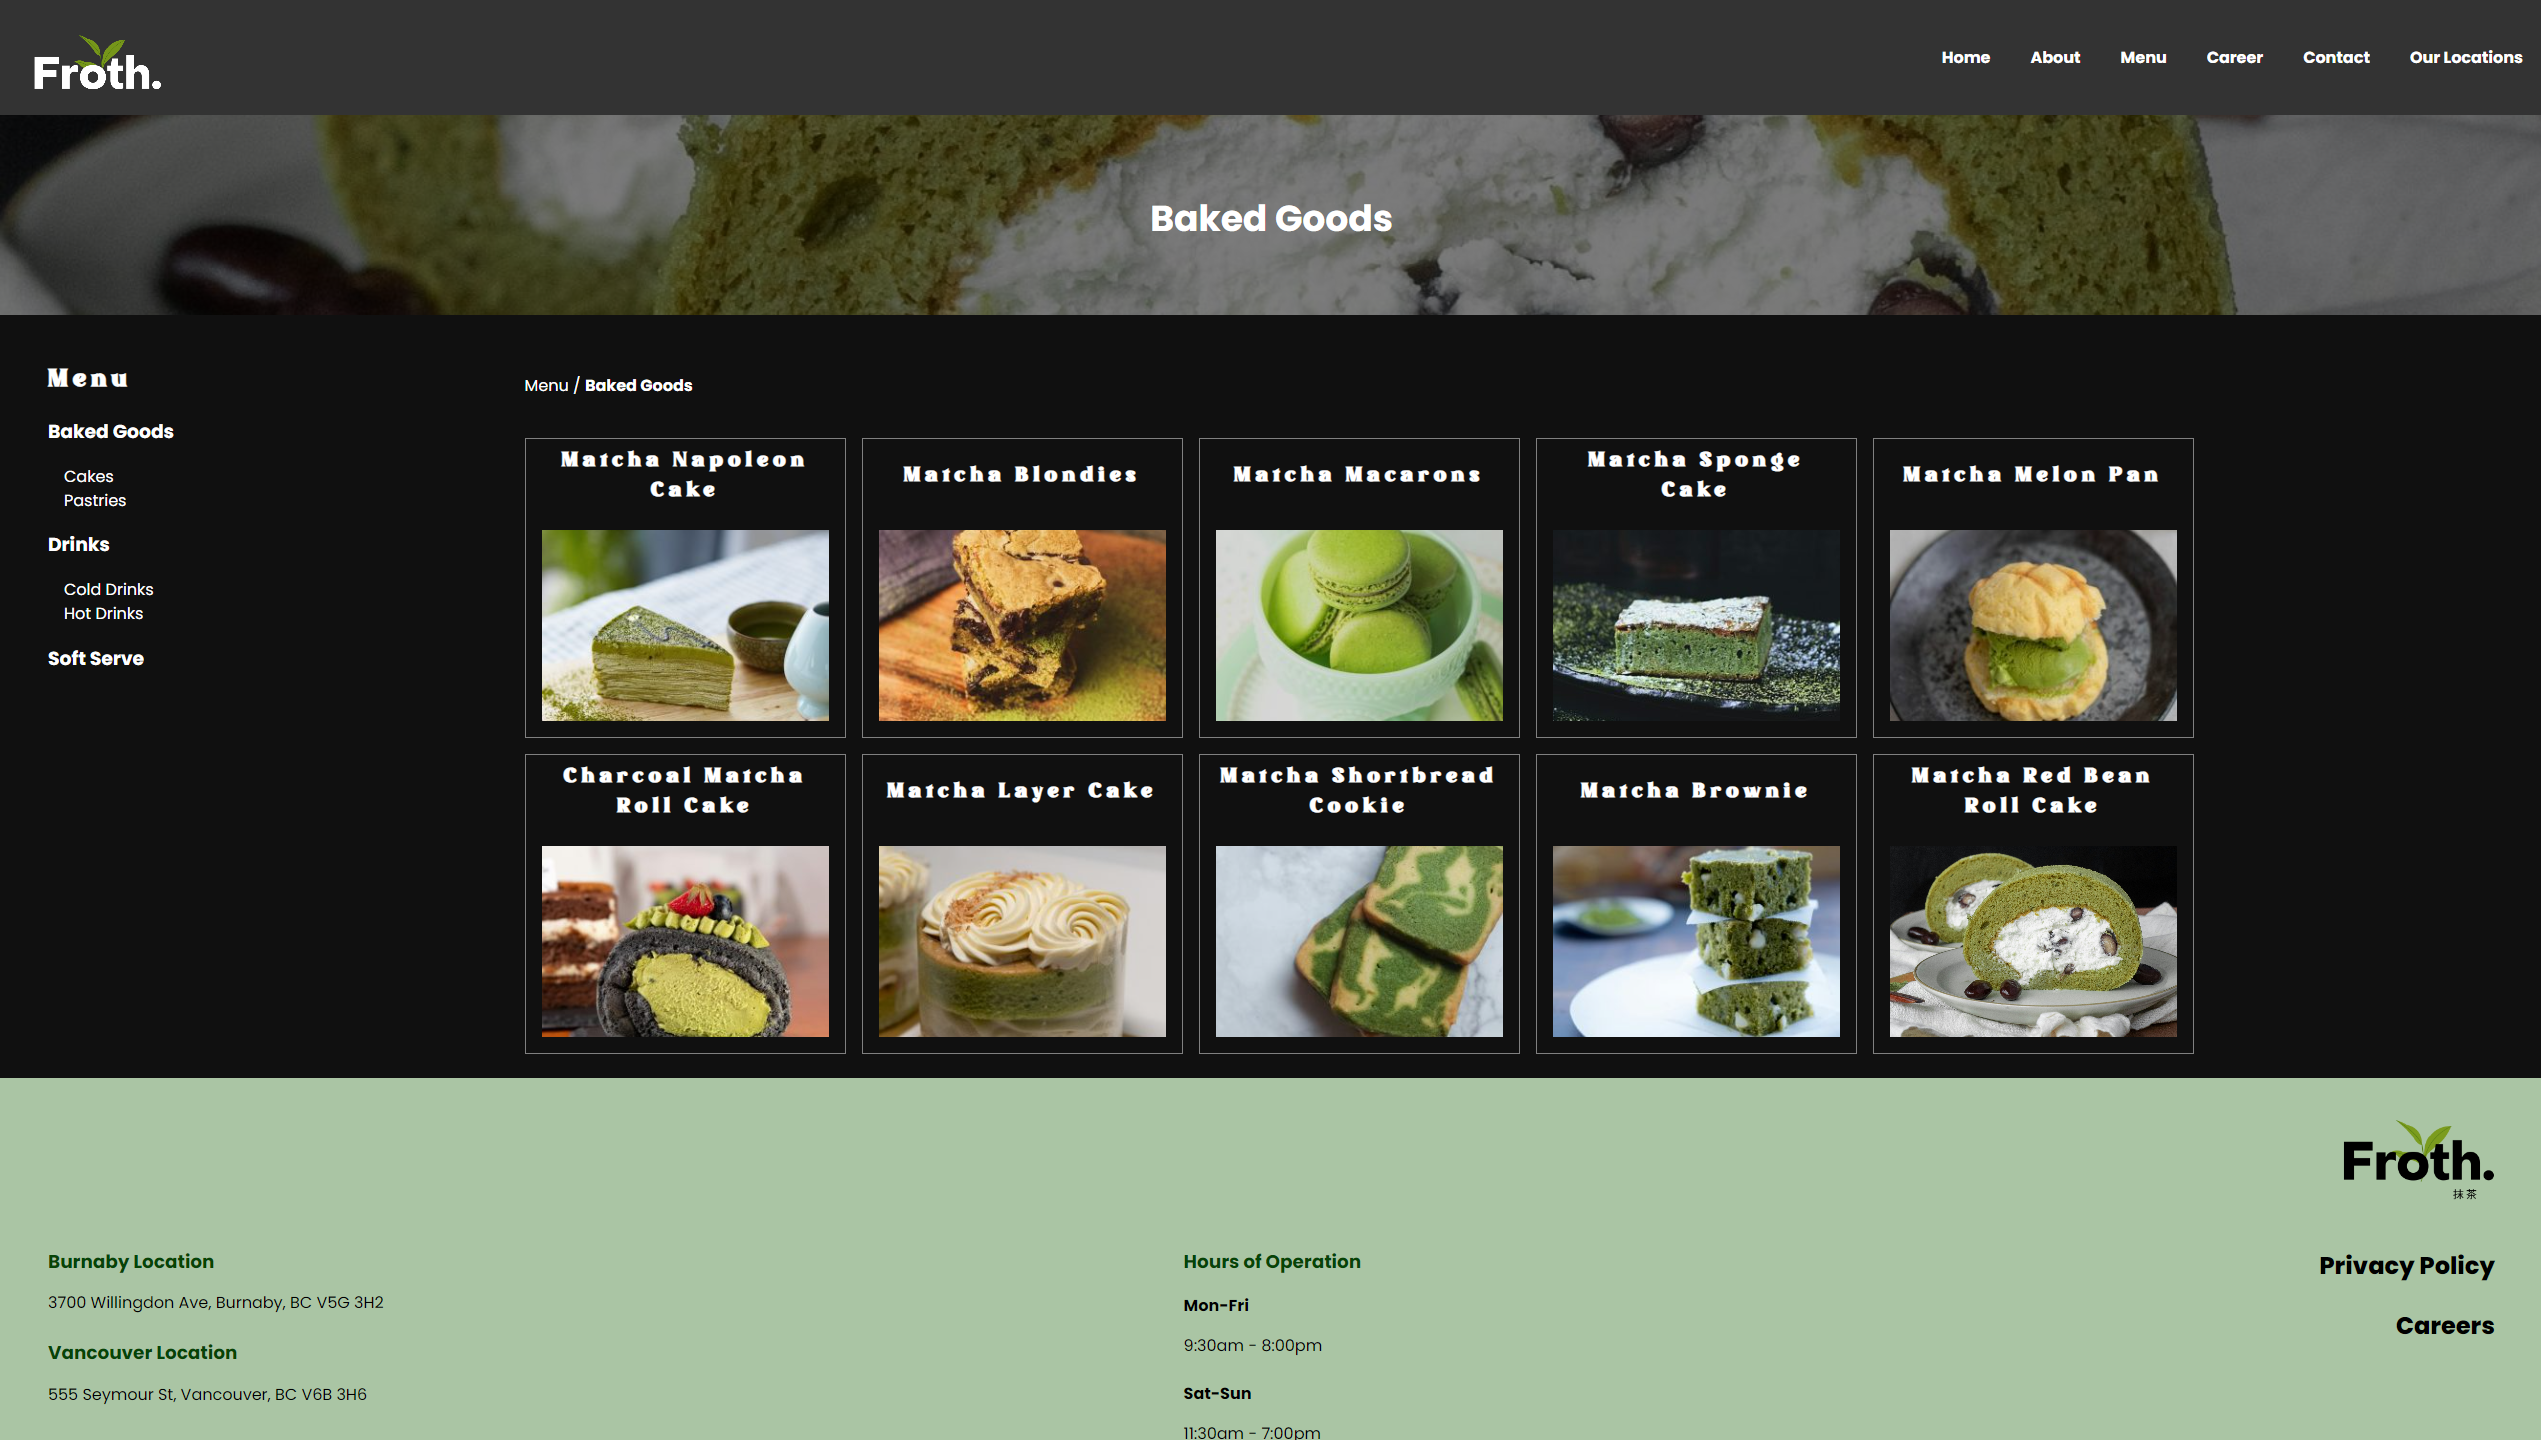 Froth.
Home
About
Menu
Career
Contact
Our Locations
Baked Goods
Menu
Baked Goods
Cakes
Pastries
Drinks
Cold Drinks
Hot Drinks
Soft Serve
Menu / Baked Goods
Matcha Napoleon
Cake
Matcha Blondies
Matcha Macarons
Matcha Sponge
Cake
Matcha Melon Pan
Charcoal Matcha
Roll Cake
Matcha Layer Cake
Matcha Shortbread
Cookie
Matcha Brownie
Matcha Red Bean
Roll Cake
Froth.
抹茶
Burnaby Location
3700 Willingdon Ave, Burnaby, BC V5G 3H2
Vancouver Location
555 Seymour St, Vancouver, BC V6B 3H6
Hours of Operation
Mon-Fri
9:30am - 8:00pm
Sat-Sun
11:30am - 7:00pm
Privacy Policy
Careers